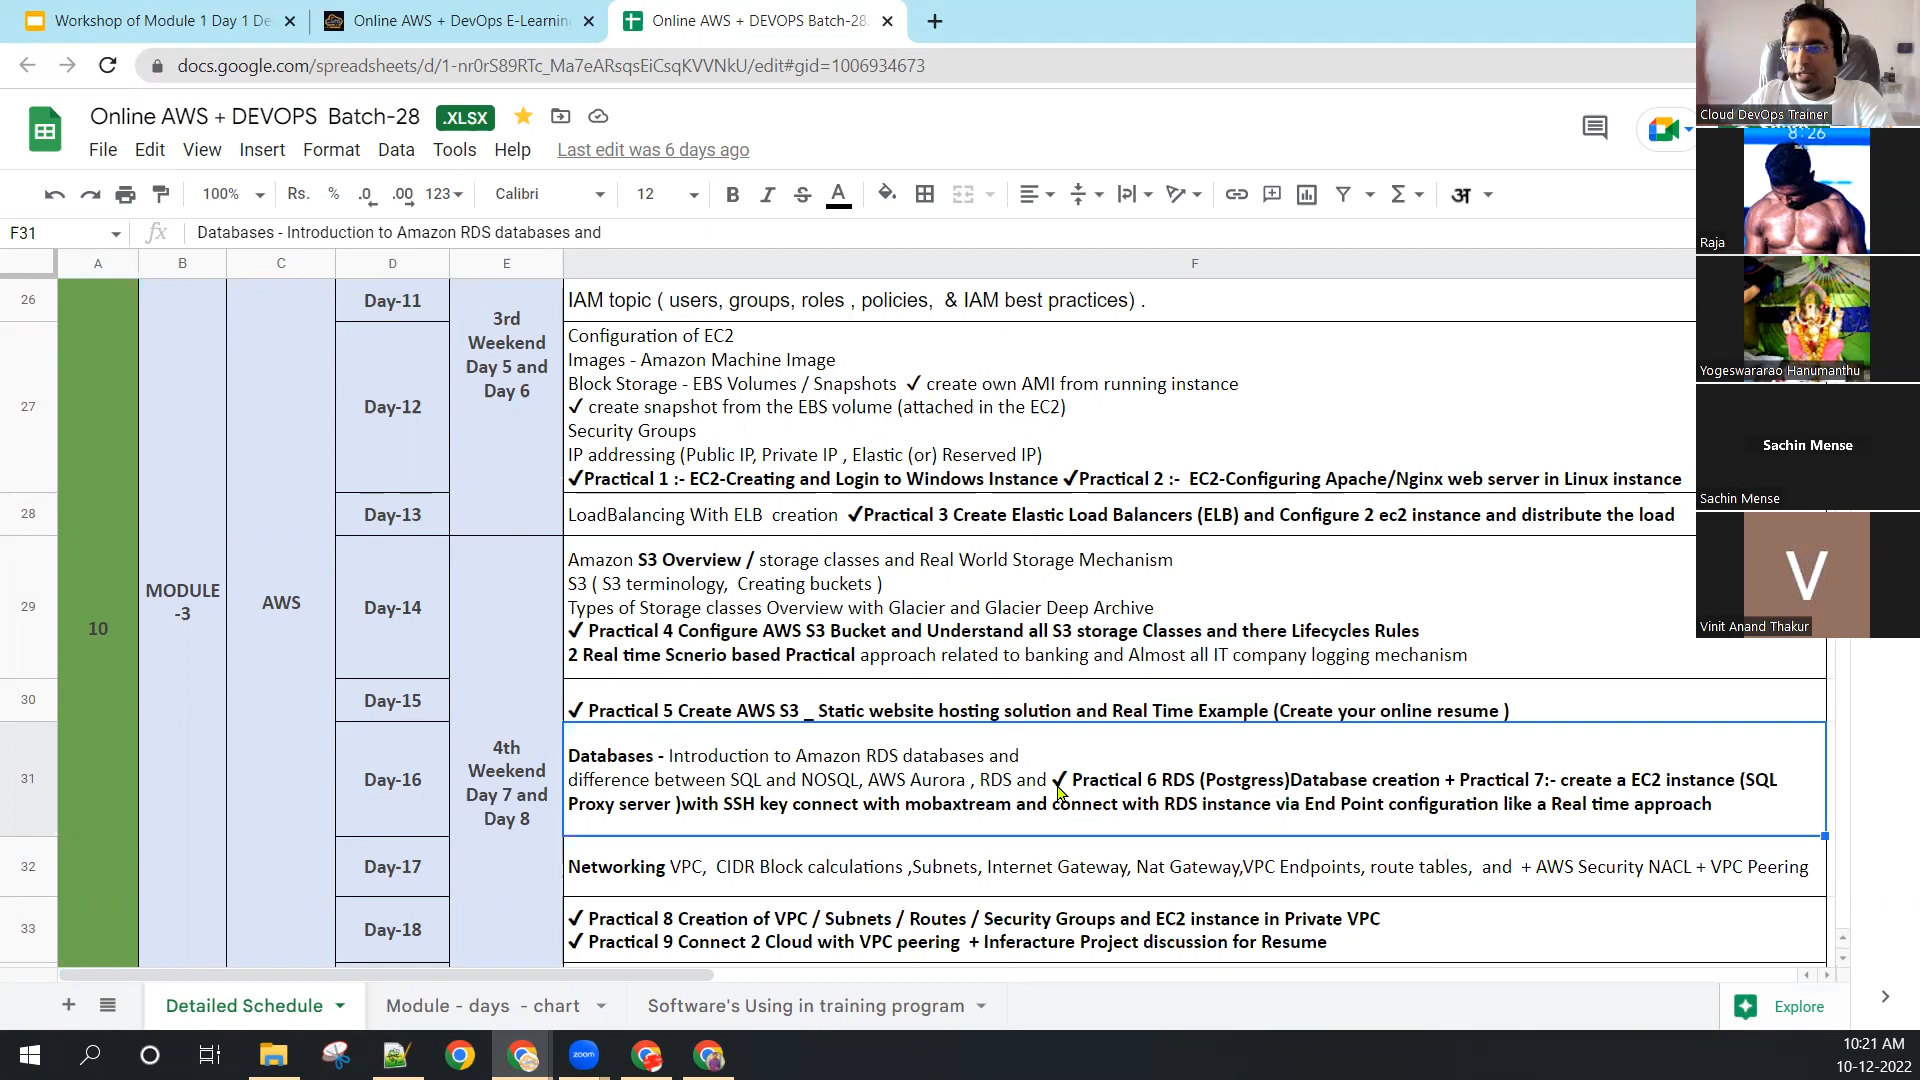 Workshop of Module 1 Day 1 De
Online AWS + DevOps E-Learning
Online AWS + DEVOPS Batch-28
docs.google.com/spreadsheets/d/1-nr0rS89RTc_Ma7eARsqsEiCsqKVVNkU/edit#gid=1006934673
Online AWS + DEVOPS Batch-28
.XLSX
File Edit View Insert Format Data Tools Help Last edit was 6 days ago
100% Rs. % .0 .00 123 Calibri 12 B I S A अ
F31 fx Databases - Introduction to Amazon RDS databases and
A B C D E F
26 Day-11 IAM topic ( users, groups, roles , policies, & IAM best practices) .
3rd
Weekend
Day 5 and
Day 6
27 Day-12
Configuration of EC2
Images - Amazon Machine Image
Block Storage - EBS Volumes / Snapshots ✓ create own AMI from running instance
✓ create snapshot from the EBS volume (attached in the EC2)
Security Groups
IP addressing (Public IP, Private IP , Elastic (or) Reserved IP)
✓Practical 1 :- EC2-Creating and Login to Windows Instance ✓Practical 2 :- EC2-Configuring Apache/Nginx web server in Linux instance
28 Day-13 LoadBalancing With ELB creation ✓Practical 3 Create Elastic Load Balancers (ELB) and Configure 2 ec2 instance and distribute the load
10
MODULE
-3
AWS
29 Day-14
Amazon S3 Overview / storage classes and Real World Storage Mechanism
S3 ( S3 terminology, Creating buckets )
Types of Storage classes Overview with Glacier and Glacier Deep Archive
✓ Practical 4 Configure AWS S3 Bucket and Understand all S3 storage Classes and there Lifecycles Rules
2 Real time Scnerio based Practical approach related to banking and Almost all IT company logging mechanism
30 Day-15 ✓ Practical 5 Create AWS S3 _ Static website hosting solution and Real Time Example (Create your online resume )
4th
Weekend
Day 7 and
Day 8
31 Day-16
Databases - Introduction to Amazon RDS databases and
difference between SQL and NOSQL, AWS Aurora , RDS and ✓ Practical 6 RDS (Postgress)Database creation + Practical 7:- create a EC2 instance (SQL
Proxy server )with SSH key connect with mobaxtream and connect with RDS instance via End Point configuration like a Real time approach
32 Day-17 Networking VPC, CIDR Block calculations ,Subnets, Internet Gateway, Nat Gateway,VPC Endpoints, route tables, and + AWS Security NACL + VPC Peering
33 Day-18
✓ Practical 8 Creation of VPC / Subnets / Routes / Security Groups and EC2 instance in Private VPC
✓ Practical 9 Connect 2 Cloud with VPC peering + Inferacture Project discussion for Resume
Detailed Schedule Module - days - chart Software's Using in training program Explore
zoom
10:21 AM
10-12-2022
Cloud DevOps Trainer
8:26
Raja
Yogeswararao Hanumanthu
Sachin Mense
Sachin Mense
V
Vinit Anand Thakur